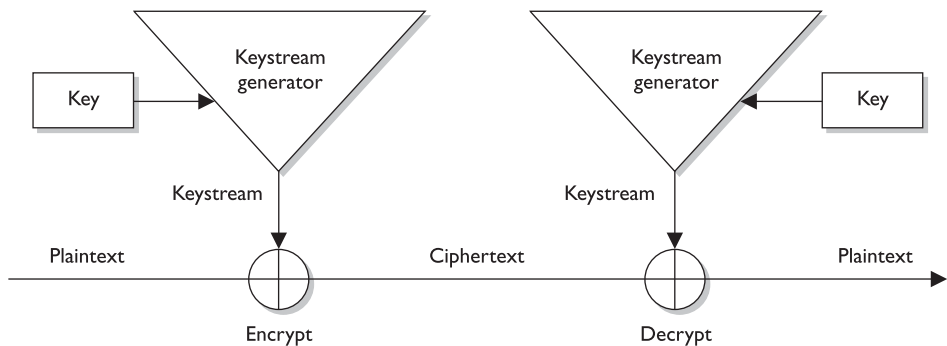 Keystream
generator
Key
Keystream
generator
Key
Keystream
Keystream
Plaintext
Ciphertext
Plaintext
Encrypt
Decrypt